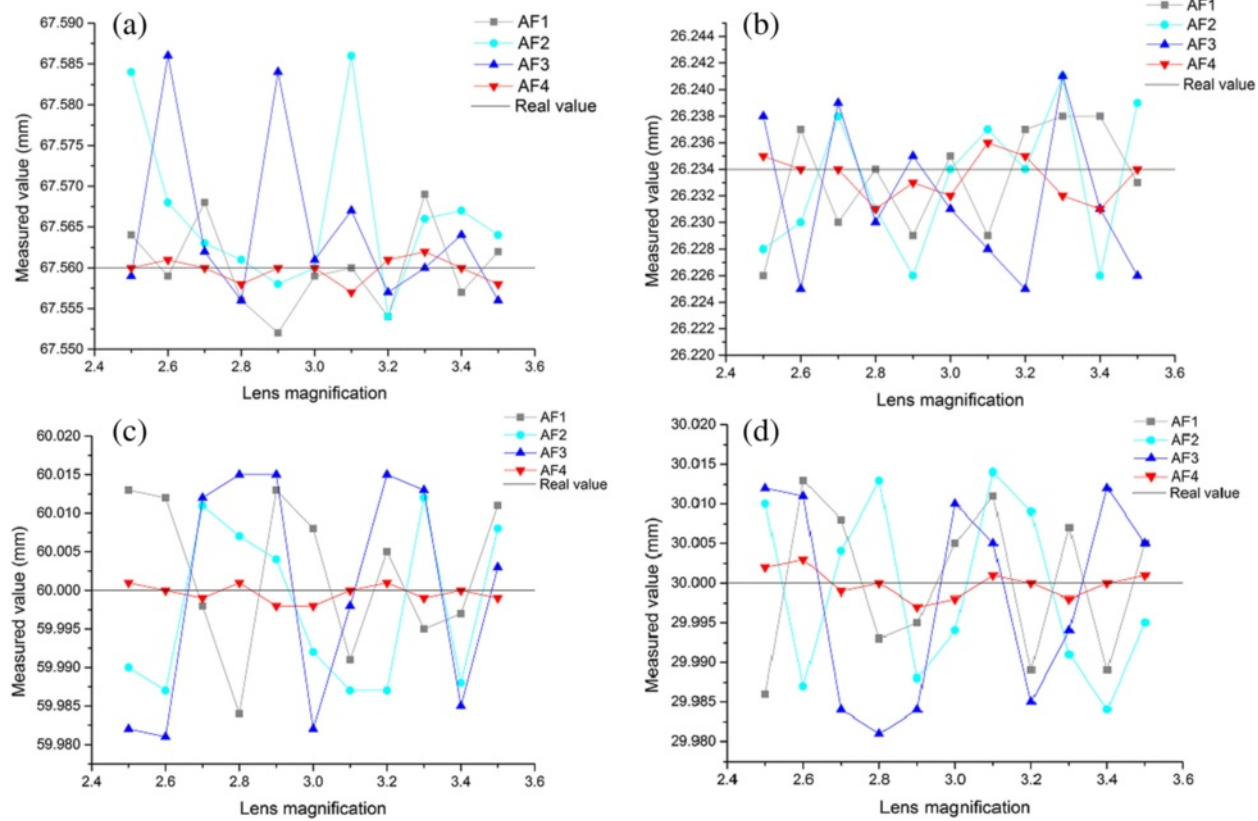 (a)
AF1
AF2
AF3
AF4
Real value
67.590
67.585
67.580
67.575
67.570
67.565
67.560
67.555
67.550
Measured value (mm)
2.4 2.6 2.8 3.0 3.2 3.4 3.6
Lens magnification
(b)
AF1
AF2
AF3
AF4
Real value
26.244
26.242
26.240
26.238
26.236
26.234
26.232
26.230
26.228
26.226
26.224
26.222
26.220
Measured value (mm)
2.4 2.6 2.8 3.0 3.2 3.4 3.6
Lens magnification
(c)
AF1
AF2
AF3
AF4
Real value
60.020
60.015
60.010
60.005
60.000
59.995
59.990
59.985
59.980
Measured value (mm)
2.4 2.6 2.8 3.0 3.2 3.4 3.6
Lens magnification
(d)
AF1
AF2
AF3
AF4
Real value
30.020
30.015
30.010
30.005
30.000
29.995
29.990
29.985
29.980
Measured value (mm)
2.4 2.6 2.8 3.0 3.2 3.4 3.6
Lens magnification